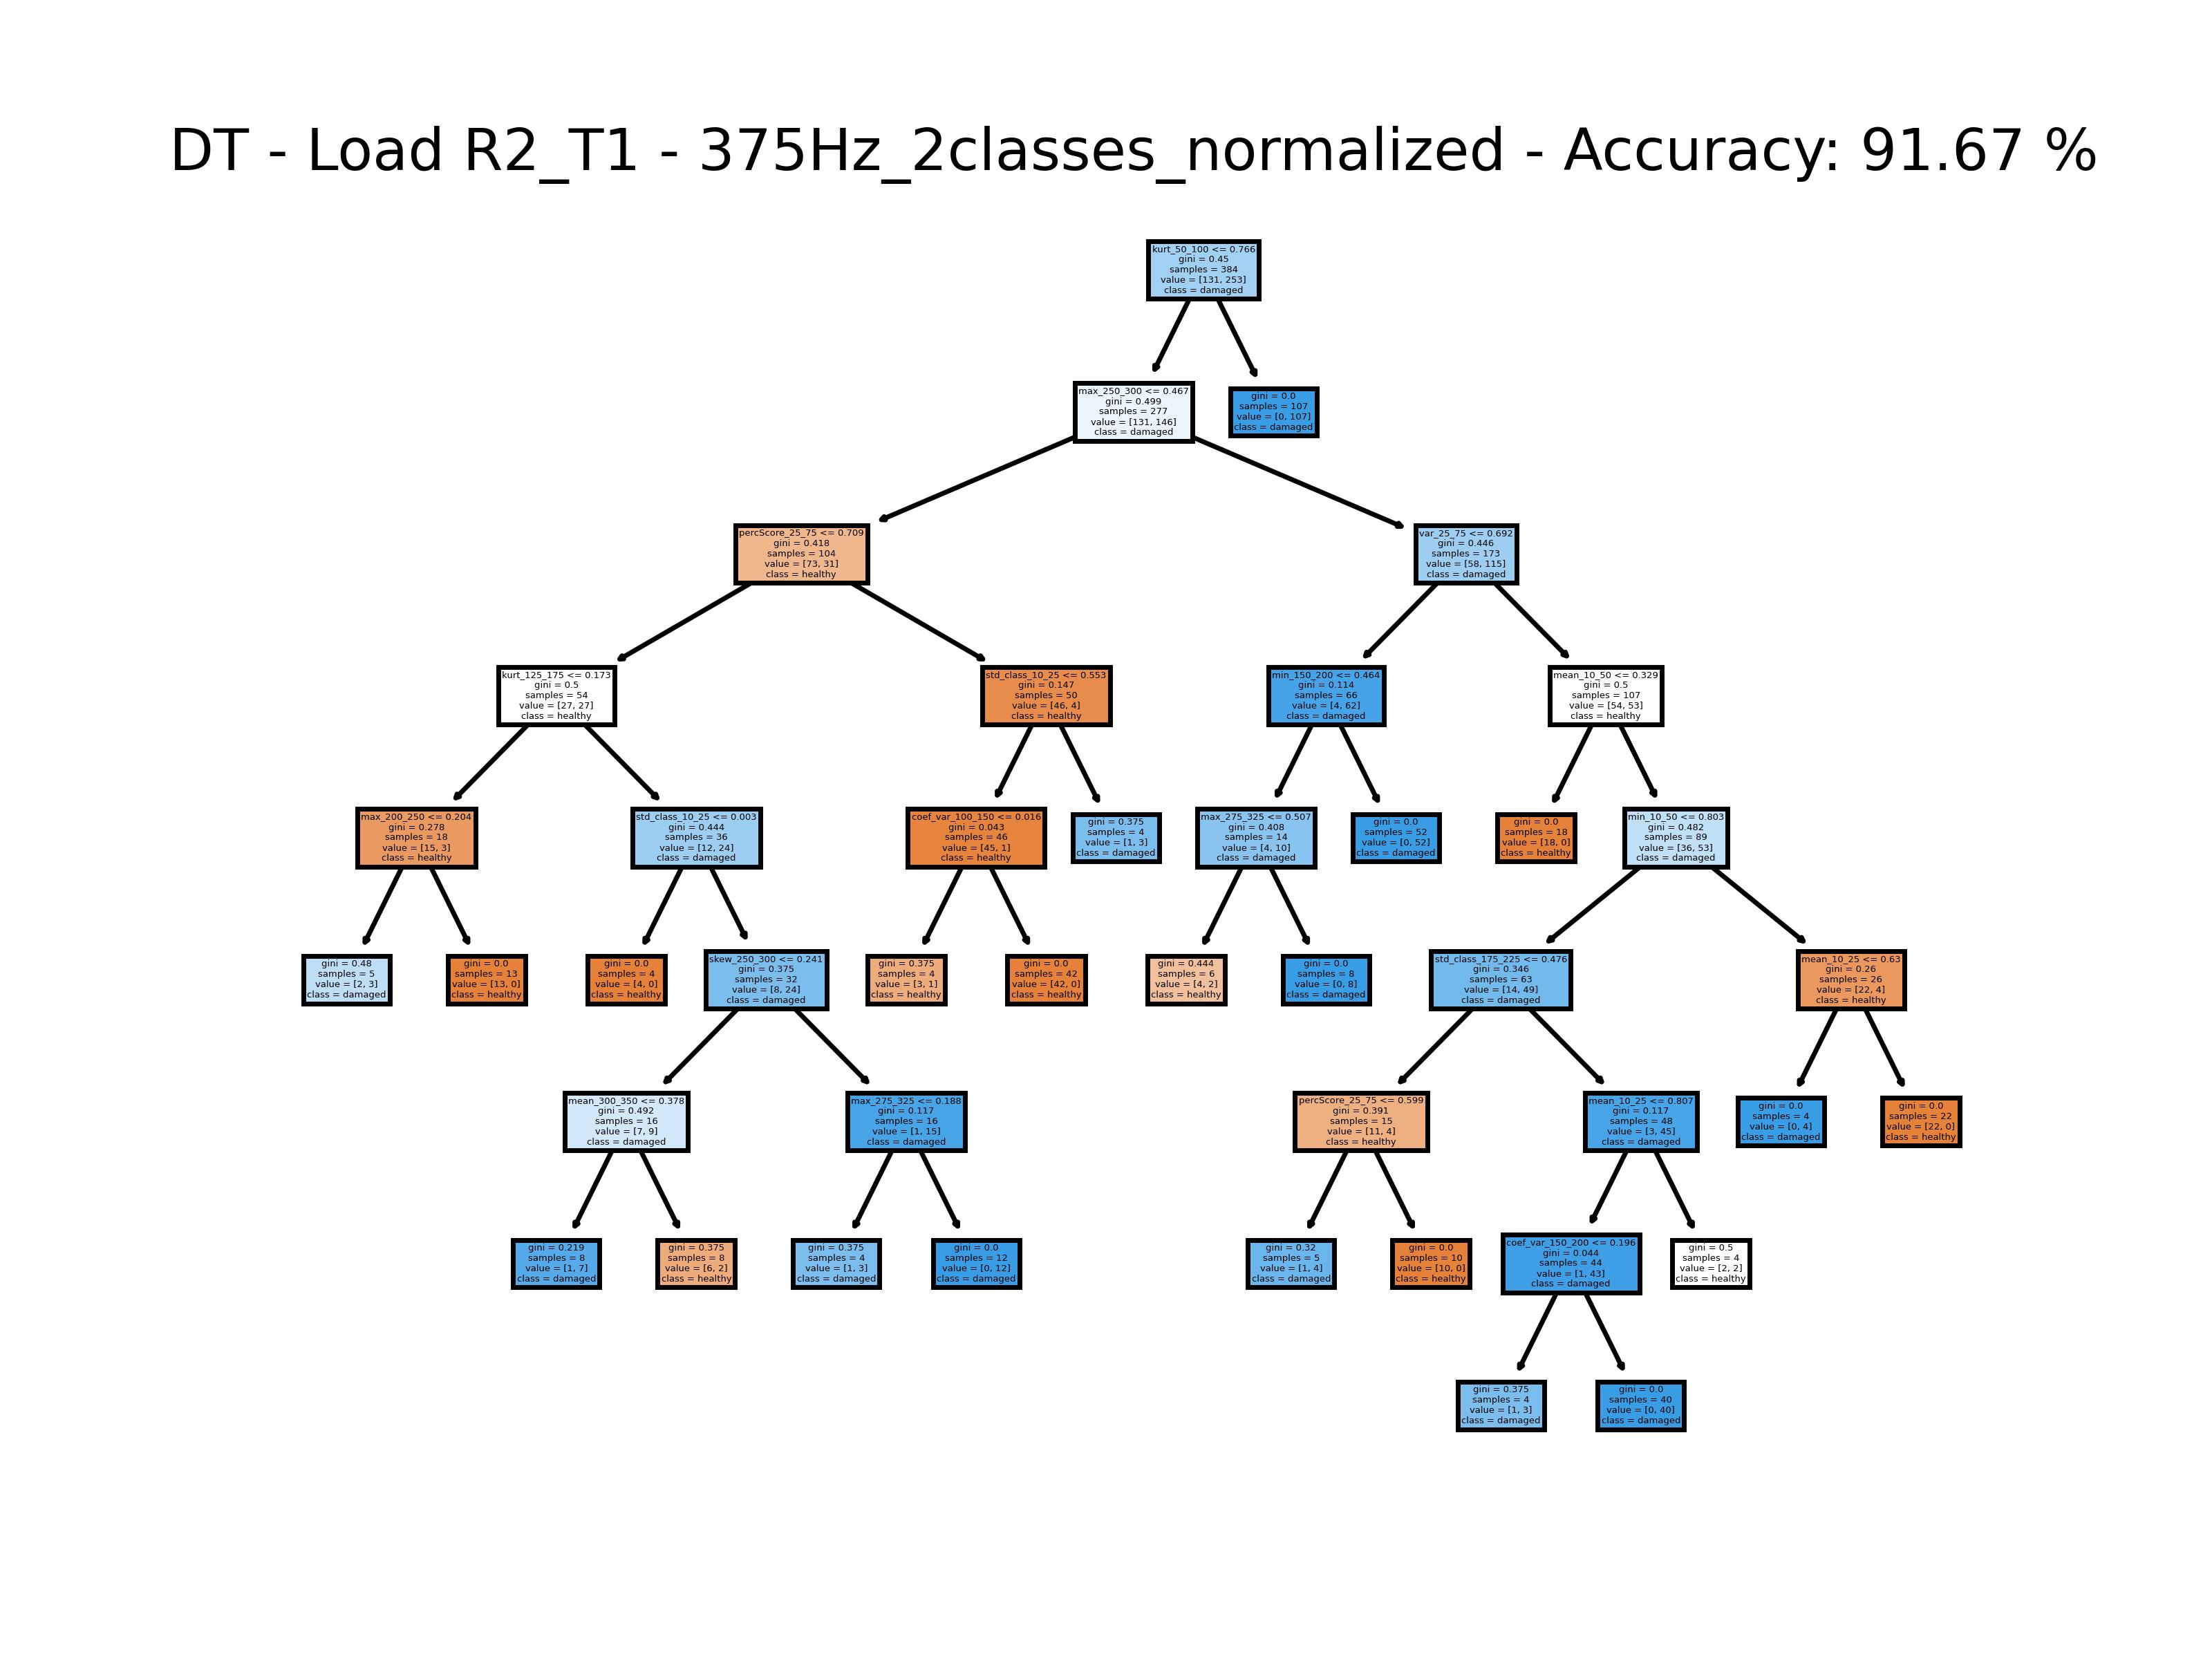 DT - Load R2_T1 - 375Hz_2classes_normalized - Accuracy: 91.67 %
kurt_50_100 <= 0.766
gini = 0.45
samples = 384
value = [131, 253]
class = damaged
max_250_300 <= 0.467
gini = 0.499
samples = 277
value = [131, 146]
class = damaged
gini = 0.0
samples = 107
value = [0, 107]
class = damaged
percScore_25_75 <= 0.709
gini = 0.418
samples = 104
value = [73, 31]
class = healthy
var_25_75 <= 0.692
gini = 0.446
samples = 173
value = [58, 115]
class = damaged
kurt_125_175 <= 0.173
gini = 0.5
samples = 54
value = [27, 27]
class = healthy
std_class_10_25 <= 0.553
gini = 0.147
samples = 50
value = [46, 4]
class = healthy
min_150_200 <= 0.464
gini = 0.114
samples = 66
value = [4, 62]
class = damaged
mean_10_50 <= 0.329
gini = 0.5
samples = 107
value = [54, 53]
class = healthy
max_200_250 <= 0.204
gini = 0.278
samples = 18
value = [15, 3]
class = healthy
std_class_10_25 <= 0.003
gini = 0.444
samples = 36
value = [12, 24]
class = damaged
coef_var_100_150 <= 0.016
gini = 0.043
samples = 46
value = [45, 1]
class = healthy
gini = 0.375
samples = 4
value = [1, 3]
class = damaged
max_275_325 <= 0.507
gini = 0.408
samples = 14
value = [4, 10]
class = damaged
gini = 0.0
samples = 52
value = [0, 52]
class = damaged
gini = 0.0
samples = 18
value = [18, 0]
class = healthy
min_10_50 <= 0.803
gini = 0.482
samples = 89
value = [36, 53]
class = damaged
gini = 0.48
samples = 5
value = [2, 3]
class = damaged
gini = 0.0
samples = 13
value = [13, 0]
class = healthy
gini = 0.0
samples = 4
value = [4, 0]
class = healthy
skew_250_300 <= 0.241
gini = 0.375
samples = 32
value = [8, 24]
class = damaged
gini = 0.375
samples = 4
value = [3, 1]
class = healthy
gini = 0.0
samples = 42
value = [42, 0]
class = healthy
gini = 0.444
samples = 6
value = [4, 2]
class = healthy
gini = 0.0
samples = 8
value = [0, 8]
class = damaged
std_class_175_225 <= 0.476
gini = 0.346
samples = 63
value = [14, 49]
class = damaged
mean_10_25 <= 0.63
gini = 0.26
samples = 26
value = [22, 4]
class = healthy
mean_300_350 <= 0.378
gini = 0.492
samples = 16
value = [7, 9]
class = damaged
max_275_325 <= 0.188
gini = 0.117
samples = 16
value = [1, 15]
class = damaged
percScore_25_75 <= 0.599
gini = 0.391
samples = 15
value = [11, 4]
class = healthy
mean_10_25 <= 0.807
gini = 0.117
samples = 48
value = [3, 45]
class = damaged
gini = 0.0
samples = 4
value = [0, 4]
class = damaged
gini = 0.0
samples = 22
value = [22, 0]
class = healthy
gini = 0.219
samples = 8
value = [1, 7]
class = damaged
gini = 0.375
samples = 8
value = [6, 2]
class = healthy
gini = 0.375
samples = 4
value = [1, 3]
class = damaged
gini = 0.0
samples = 12
value = [0, 12]
class = damaged
gini = 0.32
samples = 5
value = [1, 4]
class = damaged
gini = 0.0
samples = 10
value = [10, 0]
class = healthy
coef_var_150_200 <= 0.196
gini = 0.044
samples = 44
value = [1, 43]
class = damaged
gini = 0.5
samples = 4
value = [2, 2]
class = healthy
gini = 0.375
samples = 4
value = [1, 3]
class = damaged
gini = 0.0
samples = 40
value = [0, 40]
class = damaged